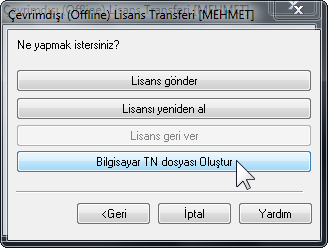 Çevrimdışı (Offline) Lisans Transferi [MEHMET]
Ne yapmak istersiniz?
Lisans gönder
Lisansı yeniden al
Lisans geri ver
Bilgisayar TN dosyası Oluştur
<Geri
İptal
Yardım